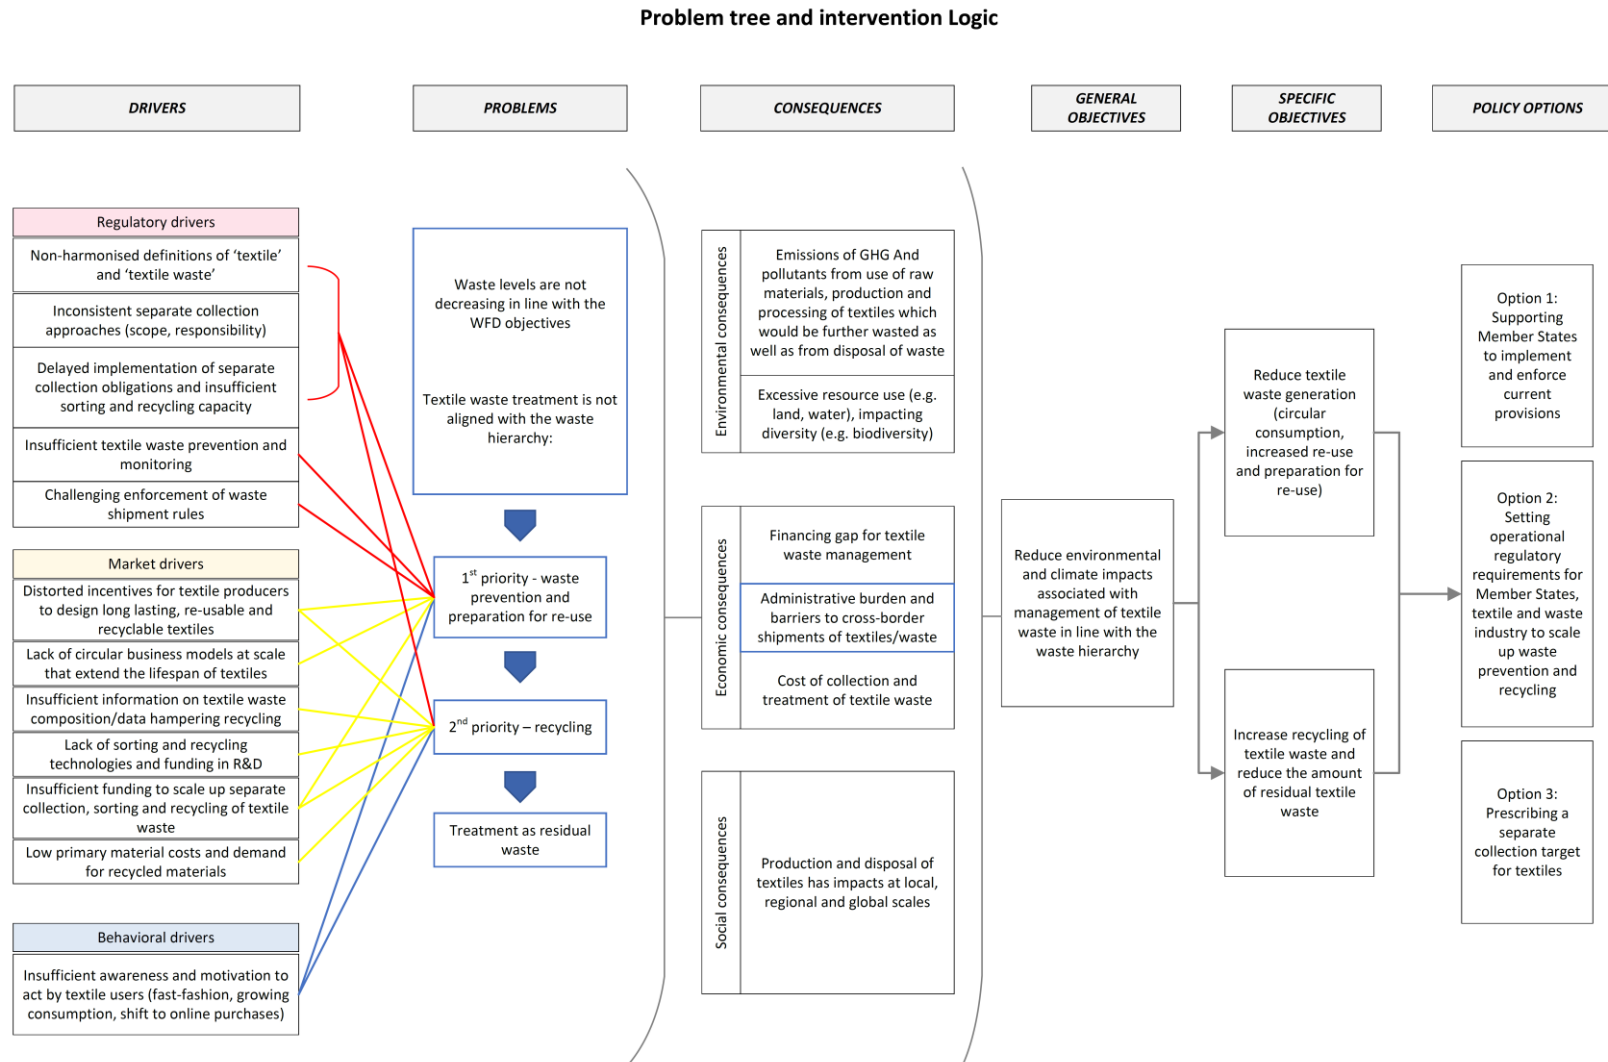 Problem tree and intervention Logic
DRIVERS
PROBLEMS
CONSEQUENCES
GENERAL
OBJECTIVES
SPECIFIC
OBJECTIVES
POLICY OPTIONS
Regulatory drivers
Non-harmonised definitions of ‘textile’
and ‘textile waste’
Inconsistent separate collection
approaches (scope, responsibility)
Delayed implementation of separate
collection obligations and insufficient
sorting and recycling capacity
Insufficient textile waste prevention and
monitoring
Challenging enforcement of waste
shipment rules
Market drivers
Distorted incentives for textile producers
to design long lasting, re-usable and
recyclable textiles
Lack of circular business models at scale
that extend the lifespan of textiles
Insufficient information on textile waste
composition/data hampering recycling
Lack of sorting and recycling
technologies and funding in R&D
Insufficient funding to scale up separate
collection, sorting and recycling of textile
waste
Low primary material costs and demand
for recycled materials
Behavioral drivers
Insufficient awareness and motivation to
act by textile users (fast-fashion, growing
consumption, shift to online purchases)
Waste levels are not
decreasing in line with the
WFD objectives
Textile waste treatment is not
aligned with the waste
hierarchy:
1st priority - waste
prevention and
preparation for re-use
2nd priority – recycling
Treatment as residual
waste
Environmental consequences
Emissions of GHG And
pollutants from use of raw
materials, production and
processing of textiles which
would be further wasted as
well as from disposal of waste
Excessive resource use (e.g.
land, water), impacting
diversity (e.g. biodiversity)
Economic consequences
Financing gap for textile
waste management
Administrative burden and
barriers to cross-border
shipments of textiles/waste
Cost of collection and
treatment of textile waste
Social consequences
Production and disposal of
textiles has impacts at local,
regional and global scales
Reduce environmental
and climate impacts
associated with
management of textile
waste in line with the
waste hierarchy
Reduce textile
waste generation
(circular
consumption,
increased re-use
and preparation for
re-use)
Increase recycling of
textile waste and
reduce the amount
of residual textile
waste
Option 1:
Supporting
Member States
to implement
and enforce
current
provisions
Option 2:
Setting
operational
regulatory
requirements for
Member States,
textile and waste
industry to scale
up waste
prevention and
recycling
Option 3:
Prescribing a
separate
collection target
for textiles